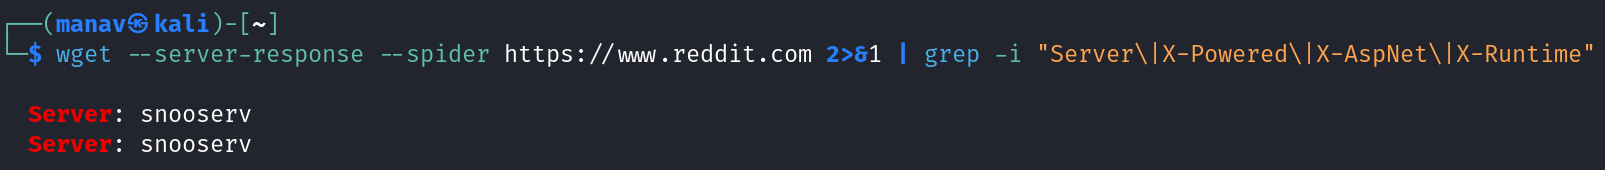 ┌──(manav㉿kali)-[~]
└─$ wget --server-response --spider https://www.reddit.com 2>&1 | grep -i "Server\|X-Powered\|X-AspNet\|X-Runtime"
Server: snooserv
Server: snooserv